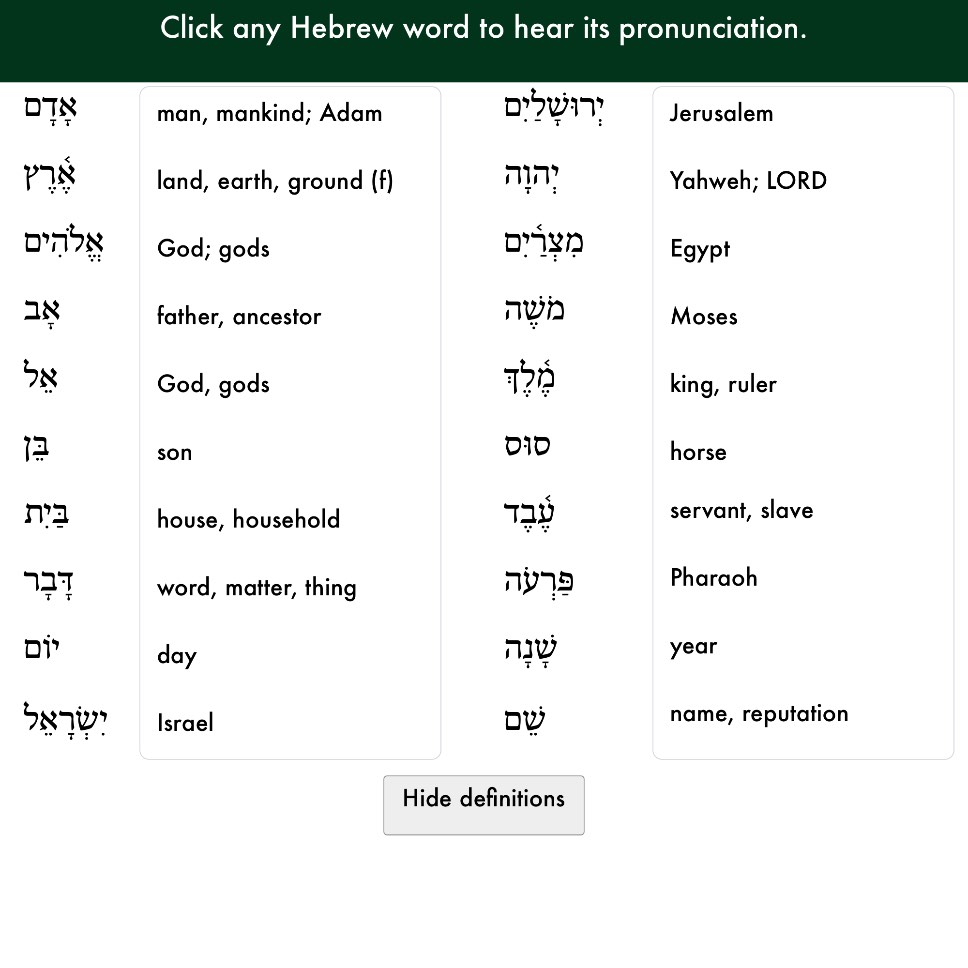 Click any Hebrew word to hear its pronunciation.
אָדָם man, mankind; Adam
אֶ֫רֶץ land, earth, ground (f)
אֱלֹהִים God; gods
אָב father, ancestor
אֵל God, gods
בֵּן son
בַּיִת house, household
דָּבָר word, matter, thing
יוֹם day
יִשְׂרָאֵל Israel
יְרוּשָׁלַיִם Jerusalem
יְהוָה Yahweh; LORD
מִצְרַ֫יִם Egypt
מֹשֶׁה Moses
מֶ֫לֶךְ king, ruler
סוּס horse
עֶ֫בֶד servant, slave
פַּרְעֹה Pharaoh
שָׁנָה year
שֵׁם name, reputation
Hide definitions